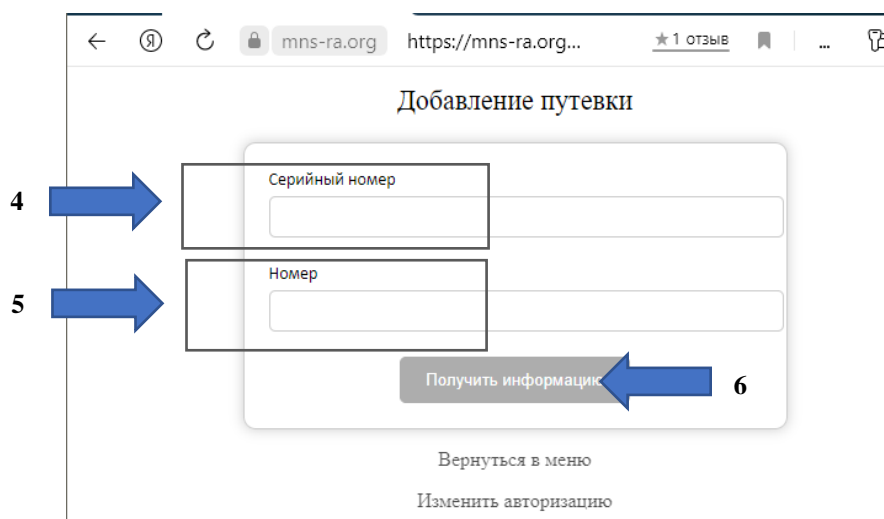 mns-ra.org https://mns-ra.org... ★1 отзыв ...
Добавление путевки
4
Серийный номер
5
Номер
Получить информацию
6
Вернуться в меню
Изменить авторизацию